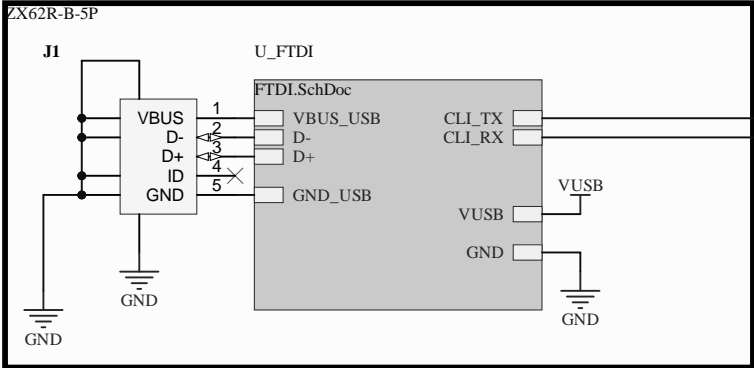 ZX62R-B-5P
J1
U_FTDI
FTDI.SchDoc
VBUS 1 VBUS_USB CLI_TX
D- 2 D- CLI_RX
D+ 3 D+
ID 4
GND 5 GND_USB
VUSB
VUSB
GND
GND
GND
GND